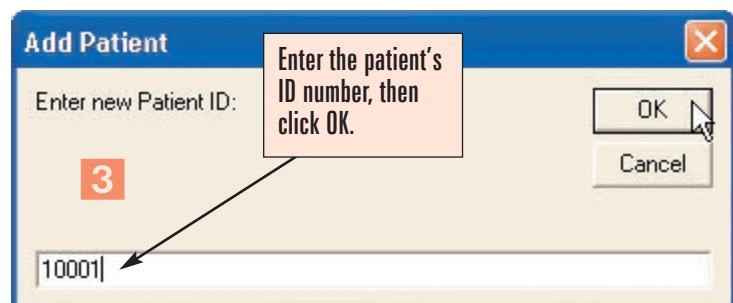 Add Patient
Enter the patient's
ID number, then
click OK.
Enter new Patient ID:
OK
Cancel
3
10001